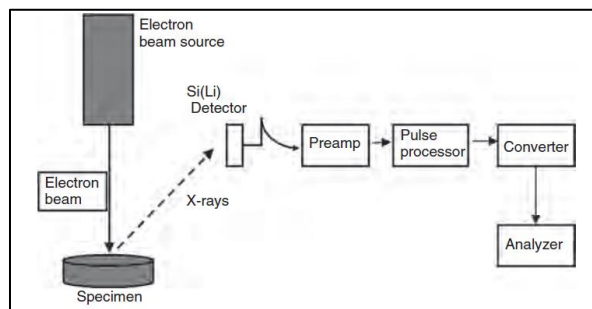 Electron
beam source
Si(Li)
Detector
Preamp
Pulse
processor
Converter
Electron
beam
X-rays
Analyzer
Specimen